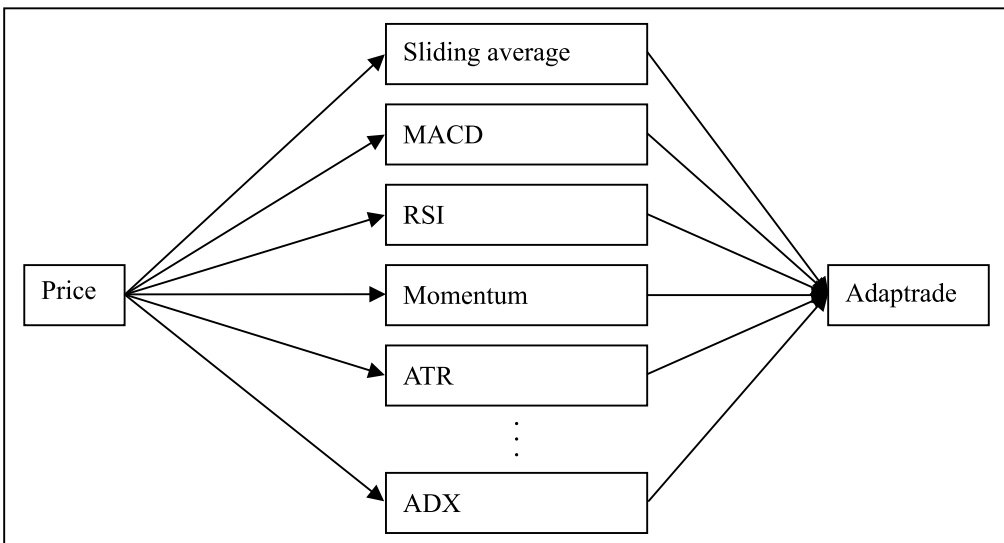 Sliding average
MACD
RSI
Price
Momentum
Adaptrade
ATR
ADX